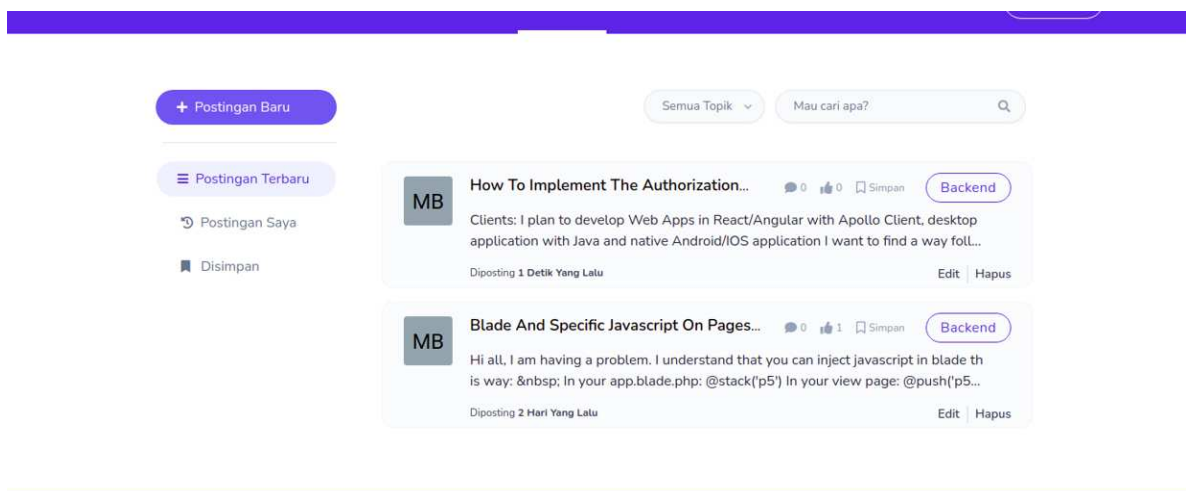 Postingan Baru
Semua Topik
Mau cari apa?
Postingan Terbaru
Postingan Saya
Disimpan
MB
How To Implement The Authorization...
0
0
Simpan
Backend
Clients: I plan to develop Web Apps in React/Angular with Apollo Client, desktop
application with Java and native Android/IOS application I want to find a way foll...
Diposting 1 Detik Yang Lalu
Edit
Hapus
MB
Blade And Specific Javascript On Pages...
0
1
Simpan
Backend
Hi all, I am having a problem. I understand that you can inject javascript in blade th
is way: &nbsp; In your app.blade.php: @stack('p5') In your view page: @push('p5...
Diposting 2 Hari Yang Lalu
Edit
Hapus